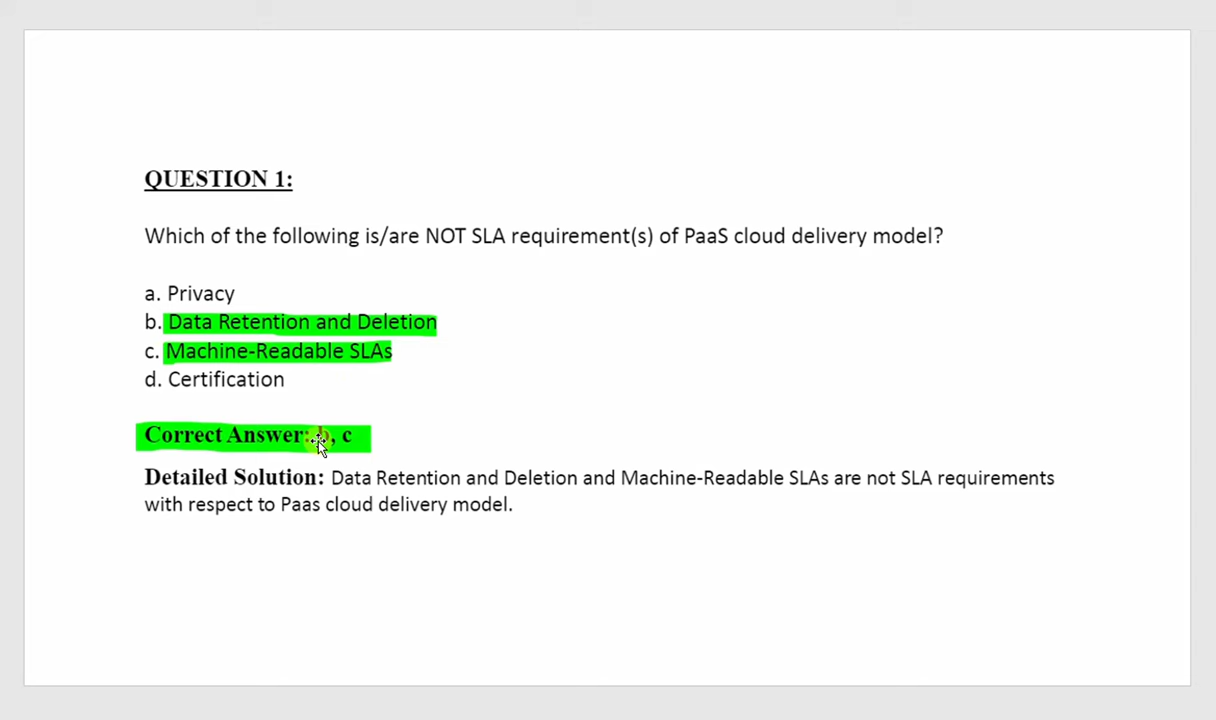 QUESTION 1:
Which of the following is/are NOT SLA requirement(s) of PaaS cloud delivery model?
a. Privacy
b. Data Retention and Deletion
c. Machine-Readable SLAs
d. Certification
Correct Answer: b, c
Detailed Solution: Data Retention and Deletion and Machine-Readable SLAs are not SLA requirements
with respect to Paas cloud delivery model.